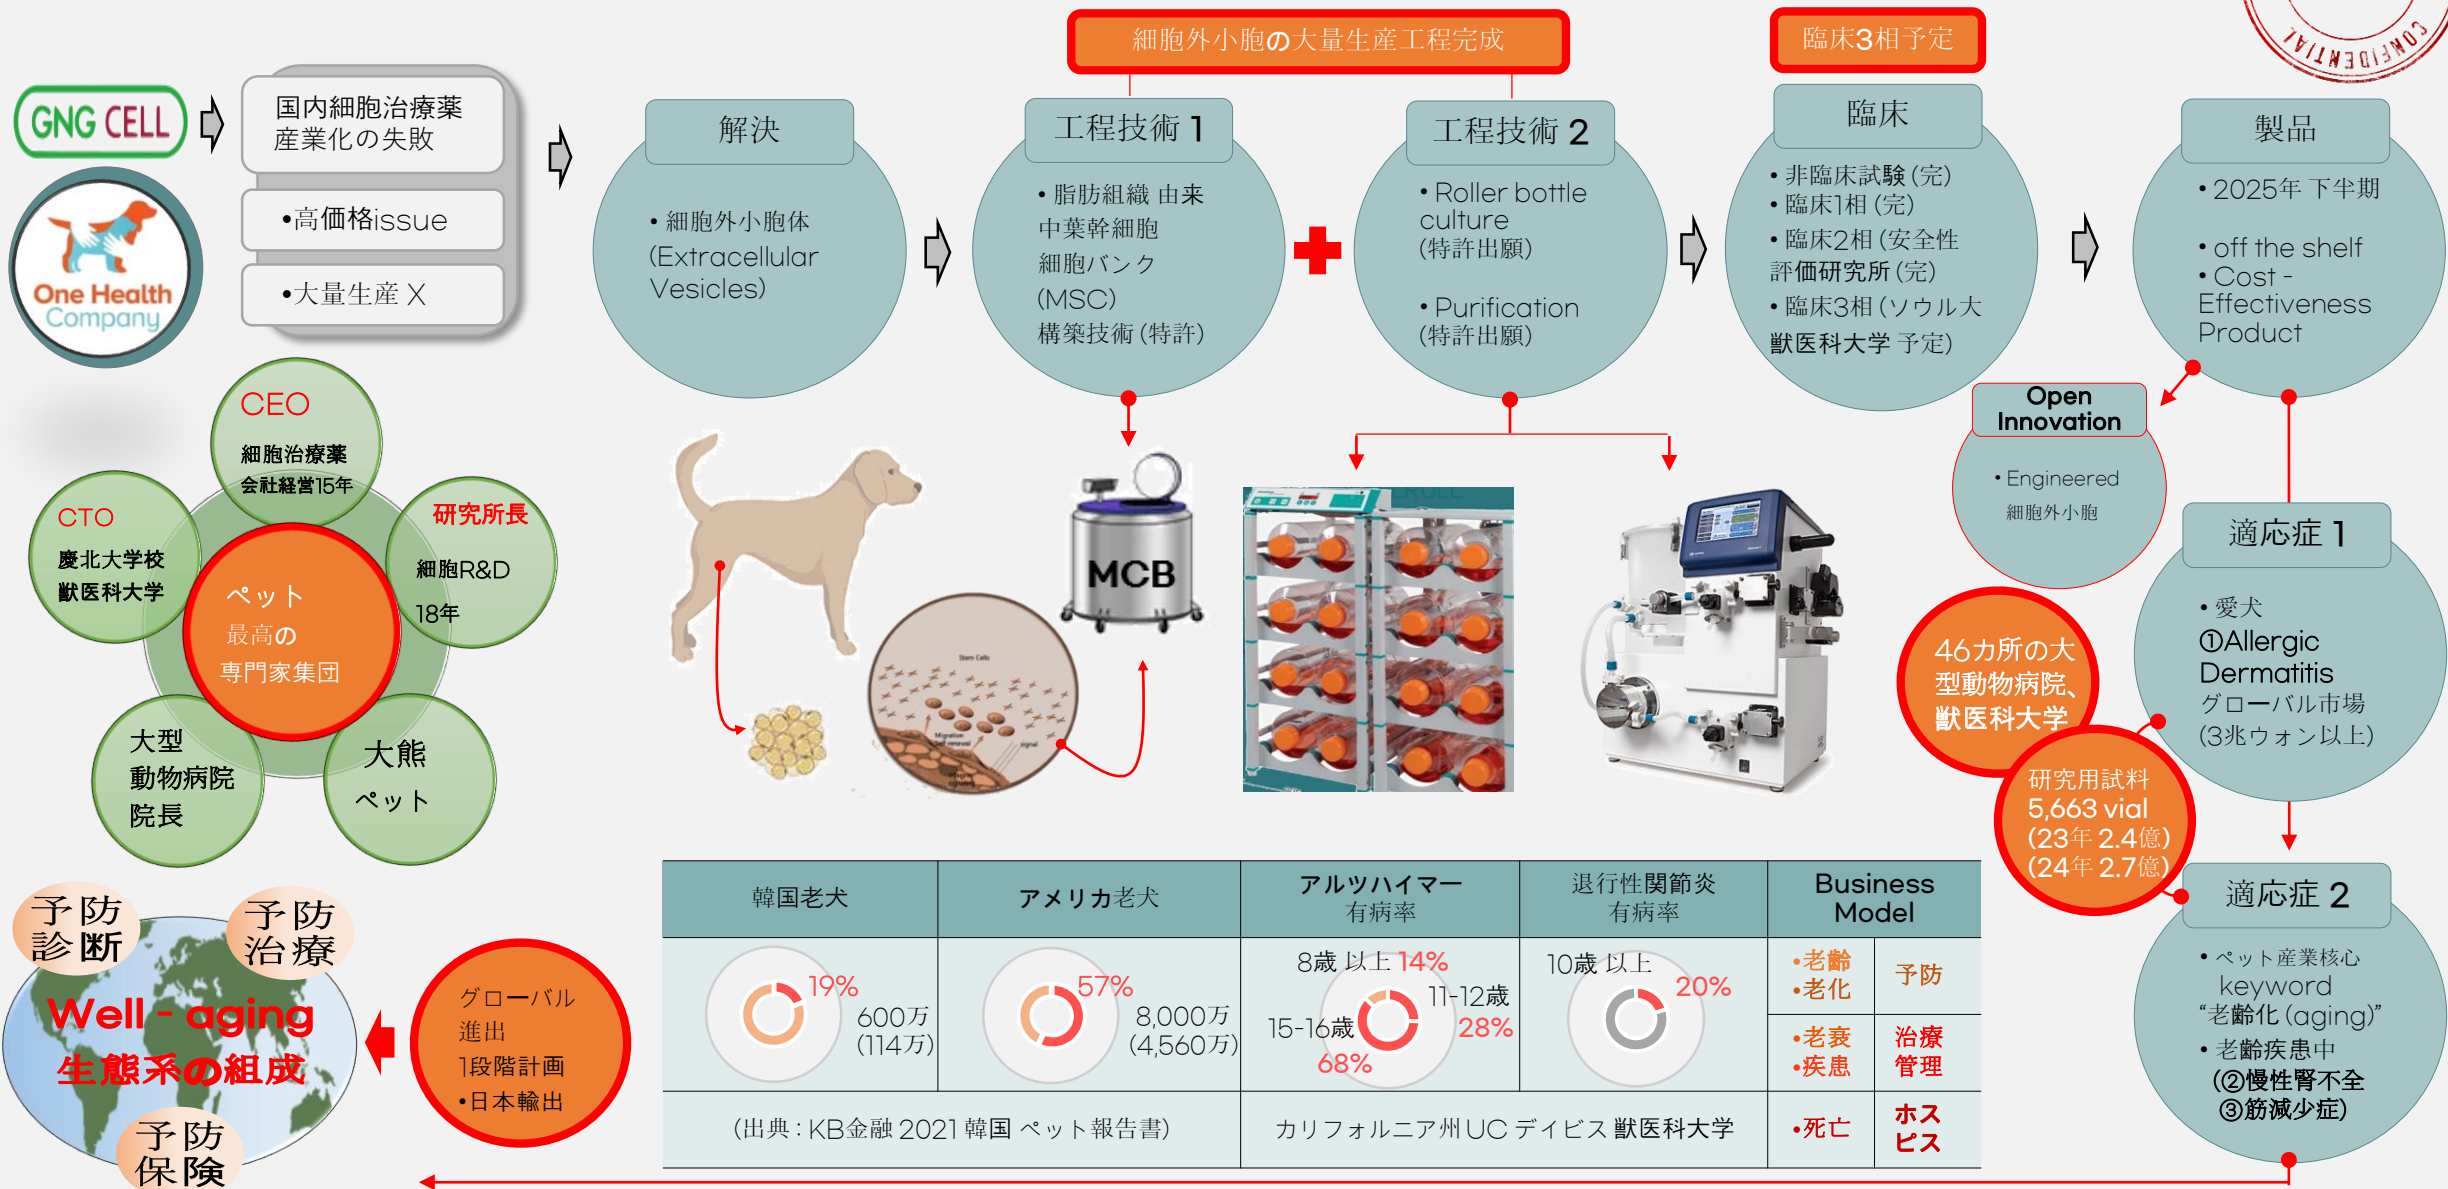 細胞外小胞の大量生産工程完成
臨床3相予定
CONFIDENTIAL
GNG CELL
One Health
Company
国内細胞治療薬
産業化の失敗
•高価格issue
•大量生産 X
解決
• 細胞外小胞体
(Extracellular
Vesicles)
工程技術 1
• 脂肪組織 由来
中葉幹細胞
細胞バンク
(MSC)
構築技術 (特許)
工程技術 2
• Roller bottle
culture
(特許出願)
• Purification
(特許出願)
臨床
• 非臨床試験 (完)
• 臨床1相 (完)
• 臨床2相 (安全性
評価研究所 (完)
• 臨床3相 (ソウル大
獣医科大学 予定)
製品
• 2025年 下半期
• off the shelf
• Cost -
Effectiveness
Product
Open
Innovation
• Engineered
細胞外小胞
CEO
細胞治療薬
会社経営15年
CTO
慶北大学校
獣医科大学
研究所長
細胞R&D
18年
ペット
最高の
専門家集団
大型
動物病院
院長
大熊
ペット
MCB
Stem Cells
Migration
signal
適応症 1
• 愛犬
①Allergic
Dermatitis
グローバル市場
(3兆ウォン以上)
46カ所の大
型動物病院、
獣医科大学
研究用試料
5,663 vial
(23年 2.4億)
(24年 2.7億)
適応症 2
• ペット産業核心
keyword
“老齢化 (aging)”
• 老齢疾患中
(②慢性腎不全
③筋減少症)
予防
診断
予防
治療
Well - aging
生態系の組成
予防
保険
グローバル
進出
1段階計画
•日本輸出
韓国老犬
アメリカ老犬
アルツハイマー
有病率
退行性関節炎
有病率
Business
Model
19%
600万
(114万)
57%
8,000万
(4,560万)
8歳 以上 14%
11-12歳
28%
15-16歳
68%
10歳 以上
20%
•老齢
•老化
予防
•老衰
•疾患
治療
管理
(出典 : KB金融 2021 韓国 ペット報告書)
カリフォルニア州 UC デイビス 獣医科大学
•死亡
ホス
ピス